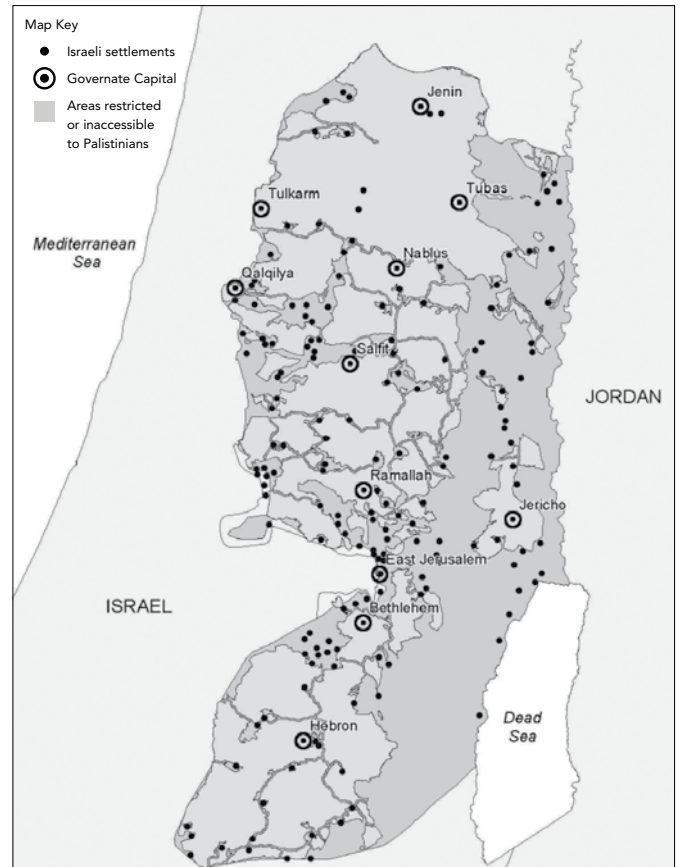 Map Key
Israeli settlements
Governate Capital
Areas restricted
or inaccessible
to Palistinians
Jenin
Tulkarm
Tubas
Mediterranean
Sea
Nablus
Qalqilya
Salfit
JORDAN
Ramallah
Jericho
East Jerusalem
ISRAEL
Bethlehem
Dead
Sea
Hebron